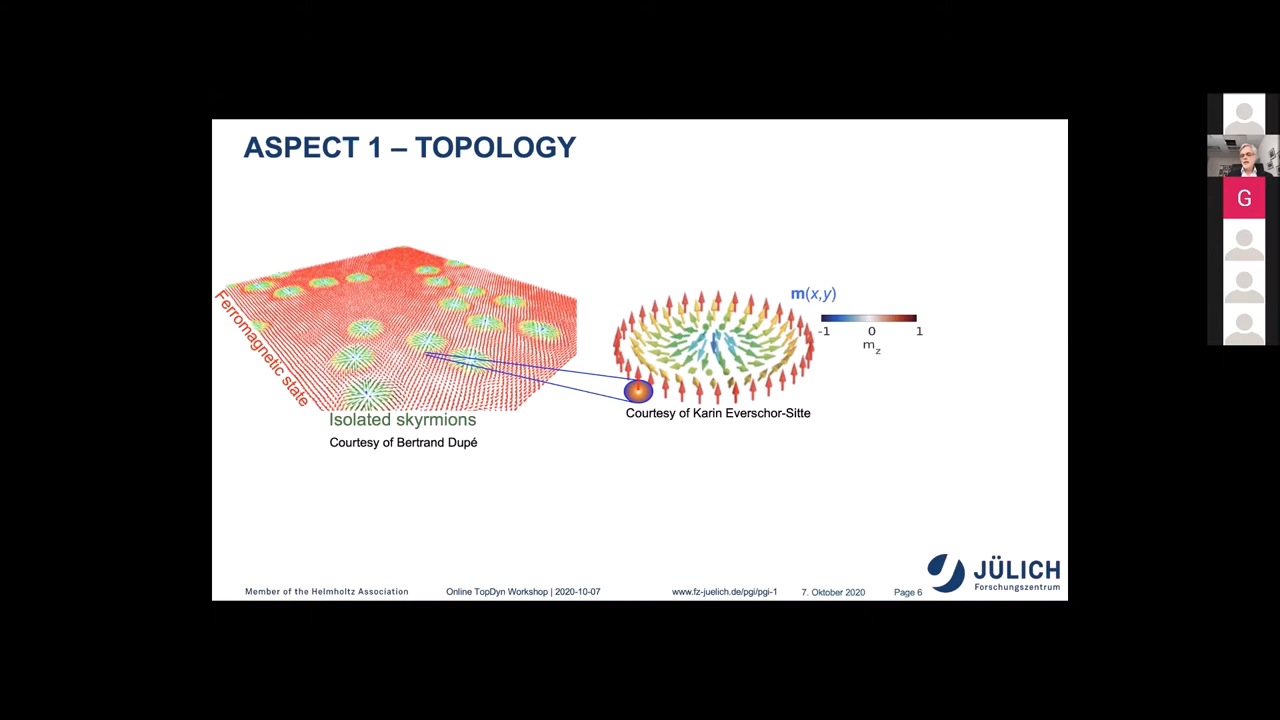 ASPECT 1 – TOPOLOGY
G
Ferromagnetic state
m(x,y)
-1 0 1
mz
Isolated skyrmions
Courtesy of Bertrand Dupé
Courtesy of Karin Everschor-Sitte
JÜLICH
Forschungszentrum
Member of the Helmholtz Association
Online TopDyn Workshop | 2020-10-07
www.fz-juelich.de/pgi/pgi-1
7. Oktober 2020
Page 6